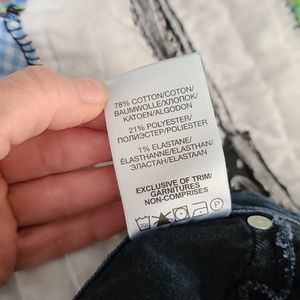 78% COTTON/COTON/
BAUMWOLLE/ХЛОПОК/
KATOEN/ALGODON
21% POLYESTER/
ПОЛИЭСТЕР/POLIESTER
1% ELASTANE/
ÉLASTHANNE/ELASTHAN/
ЭЛАСТАН/ELASTAAN
EXCLUSIVE OF TRIM/
GARNITURES
NON-COMPRISES
P